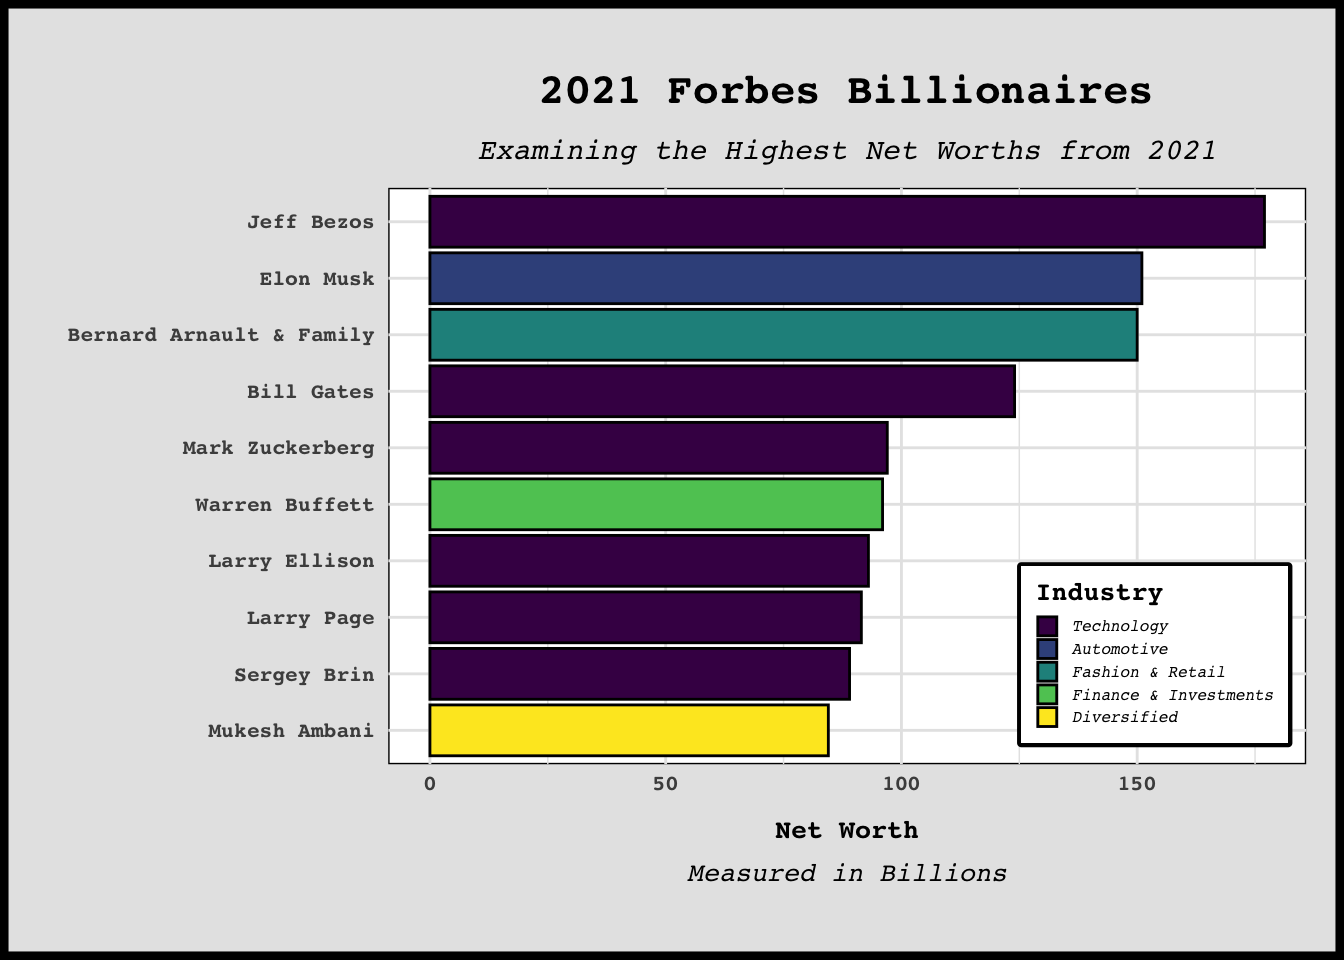 2021 Forbes Billionaires
Examining the Highest Net Worths from 2021
Jeff Bezos
Elon Musk
Bernard Arnault & Family
Bill Gates
Mark Zuckerberg
Warren Buffett
Larry Ellison
Larry Page
Sergey Brin
Mukesh Ambani
Industry
Technology
Automotive
Fashion & Retail
Finance & Investments
Diversified
0 50 100 150
Net Worth
Measured in Billions